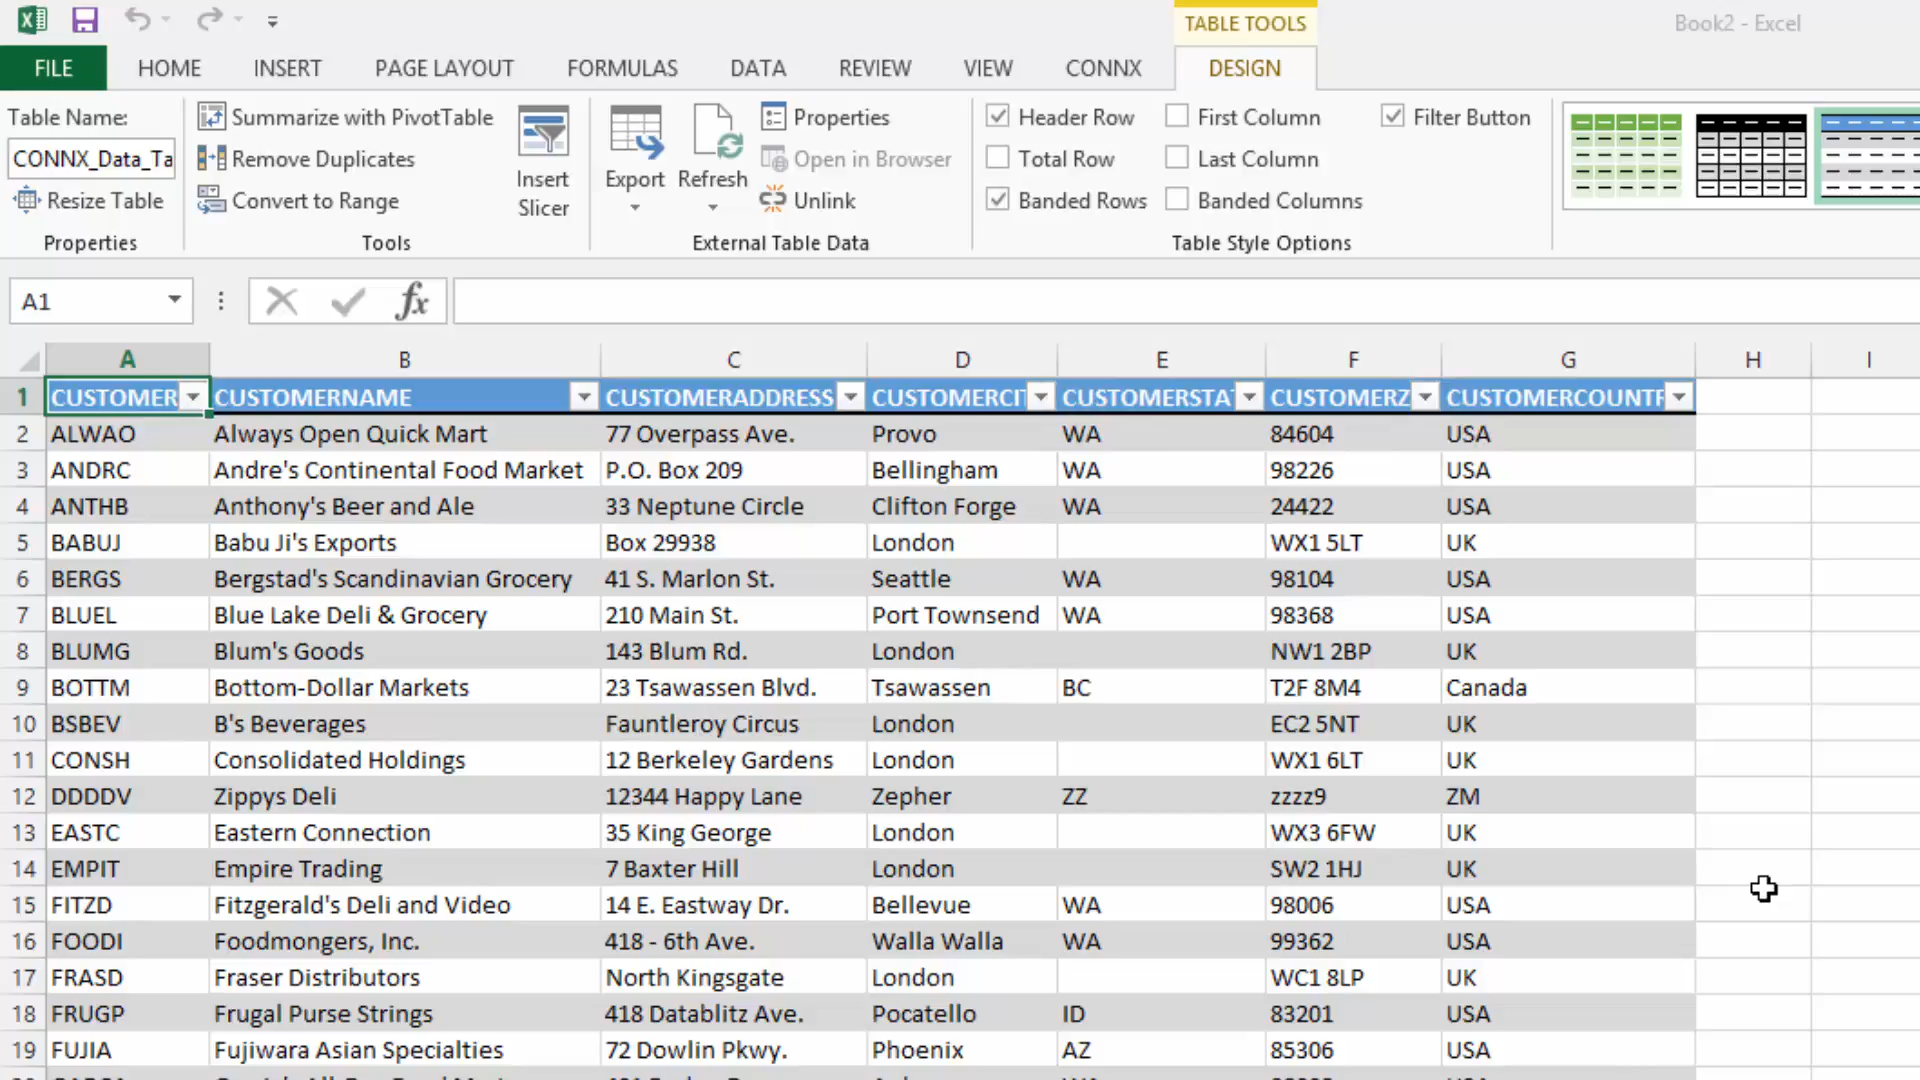 TABLE TOOLS
Book2 - Excel
FILE HOME INSERT PAGE LAYOUT FORMULAS DATA REVIEW VIEW CONNX DESIGN
Table Name:
CONNX_Data_Ta
Resize Table
Properties
Summarize with PivotTable
Remove Duplicates
Convert to Range
Insert
Slicer
Tools
Export
Refresh
Properties
Open in Browser
Unlink
External Table Data
Header Row
Total Row
Banded Rows
First Column
Last Column
Banded Columns
Filter Button
Table Style Options
A1 fx
A B C D E F G H I
1 CUSTOMER CUSTOMERNAME CUSTOMERADDRESS CUSTOMERCIT CUSTOMERSTAT CUSTOMERZ CUSTOMERCOUNTR
2 ALWAO Always Open Quick Mart 77 Overpass Ave. Provo WA 84604 USA
3 ANDRC Andre's Continental Food Market P.O. Box 209 Bellingham WA 98226 USA
4 ANTHB Anthony's Beer and Ale 33 Neptune Circle Clifton Forge WA 24422 USA
5 BABUJ Babu Ji's Exports Box 29938 London WX1 5LT UK
6 BERGS Bergstad's Scandinavian Grocery 41 S. Marlon St. Seattle WA 98104 USA
7 BLUEL Blue Lake Deli & Grocery 210 Main St. Port Townsend WA 98368 USA
8 BLUMG Blum's Goods 143 Blum Rd. London NW1 2BP UK
9 BOTTM Bottom-Dollar Markets 23 Tsawassen Blvd. Tsawassen BC T2F 8M4 Canada
10 BSBEV B's Beverages Fauntleroy Circus London EC2 5NT UK
11 CONSH Consolidated Holdings 12 Berkeley Gardens London WX1 6LT UK
12 DDDDV Zippys Deli 12344 Happy Lane Zepher ZZ zzzz9 ZM
13 EASTC Eastern Connection 35 King George London WX3 6FW UK
14 EMPIT Empire Trading 7 Baxter Hill London SW2 1HJ UK
15 FITZD Fitzgerald's Deli and Video 14 E. Eastway Dr. Bellevue WA 98006 USA
16 FOODI Foodmongers, Inc. 418 - 6th Ave. Walla Walla WA 99362 USA
17 FRASD Fraser Distributors North Kingsgate London WC1 8LP UK
18 FRUGP Frugal Purse Strings 418 Datablitz Ave. Pocatello ID 83201 USA
19 FUJIA Fujiwara Asian Specialties 72 Dowlin Pkwy. Phoenix AZ 85306 USA